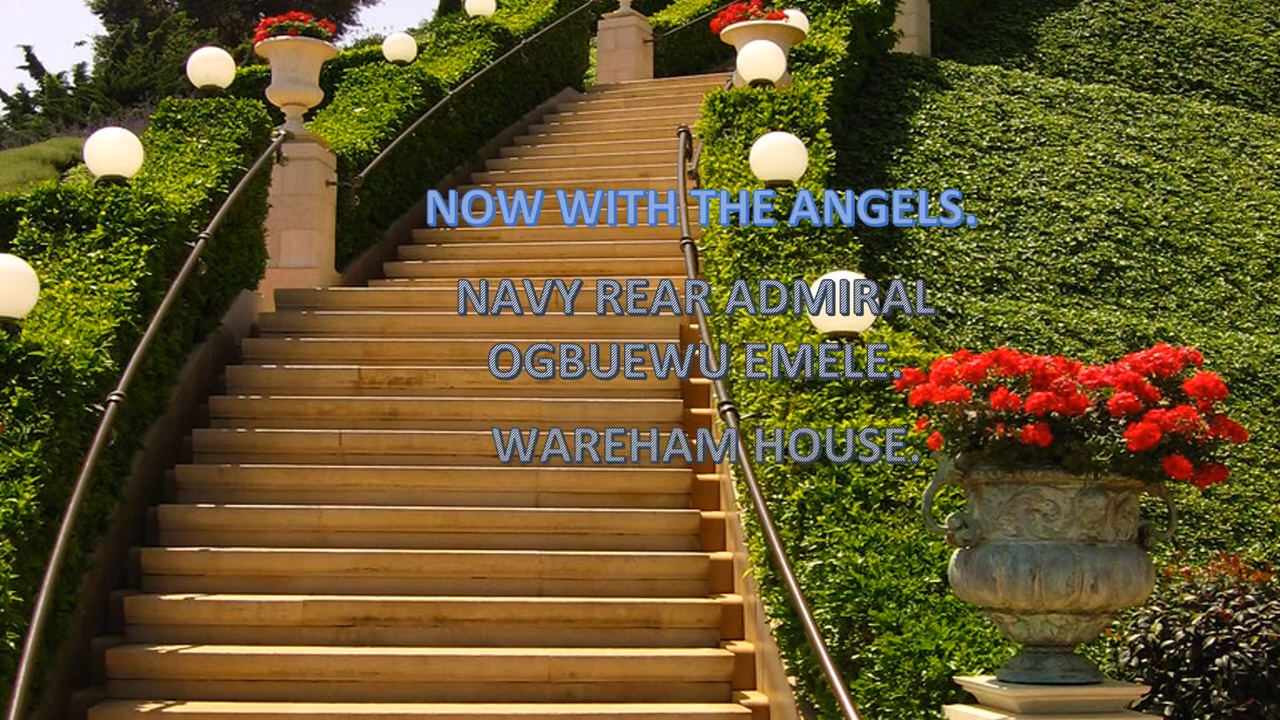 NOW WITH THE ANGELS.
NAVY REAR ADMIRAL
OGBUEWU EMELE.
WAREHAM HOUSE.